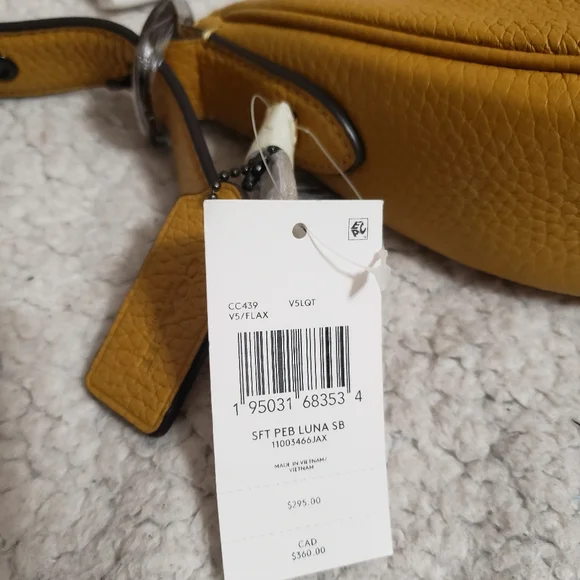 CC439 V5LQT
V5/FLAX
1 95031 68353 4
SFT PEB LUNA SB
11003466JAX
MADE IN VIETNAM/
VIETNAM
$295.00
CAD
$360.00